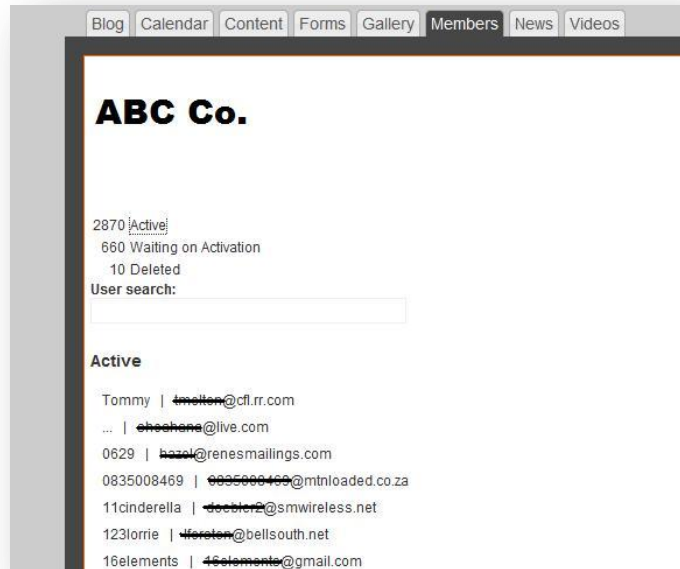 Blog Calendar Content Forms Gallery Members News Videos
ABC Co.
2870 Active
660 Waiting on Activation
10 Deleted
User search:
Active
Tommy | @cfl.rr.com
... | @live.com
0629 | @renesmailings.com
0835008469 | @mtnloaded.co.za
11cinderella | @smwireless.net
123lorrie | @bellsouth.net
16elements | @gmail.com